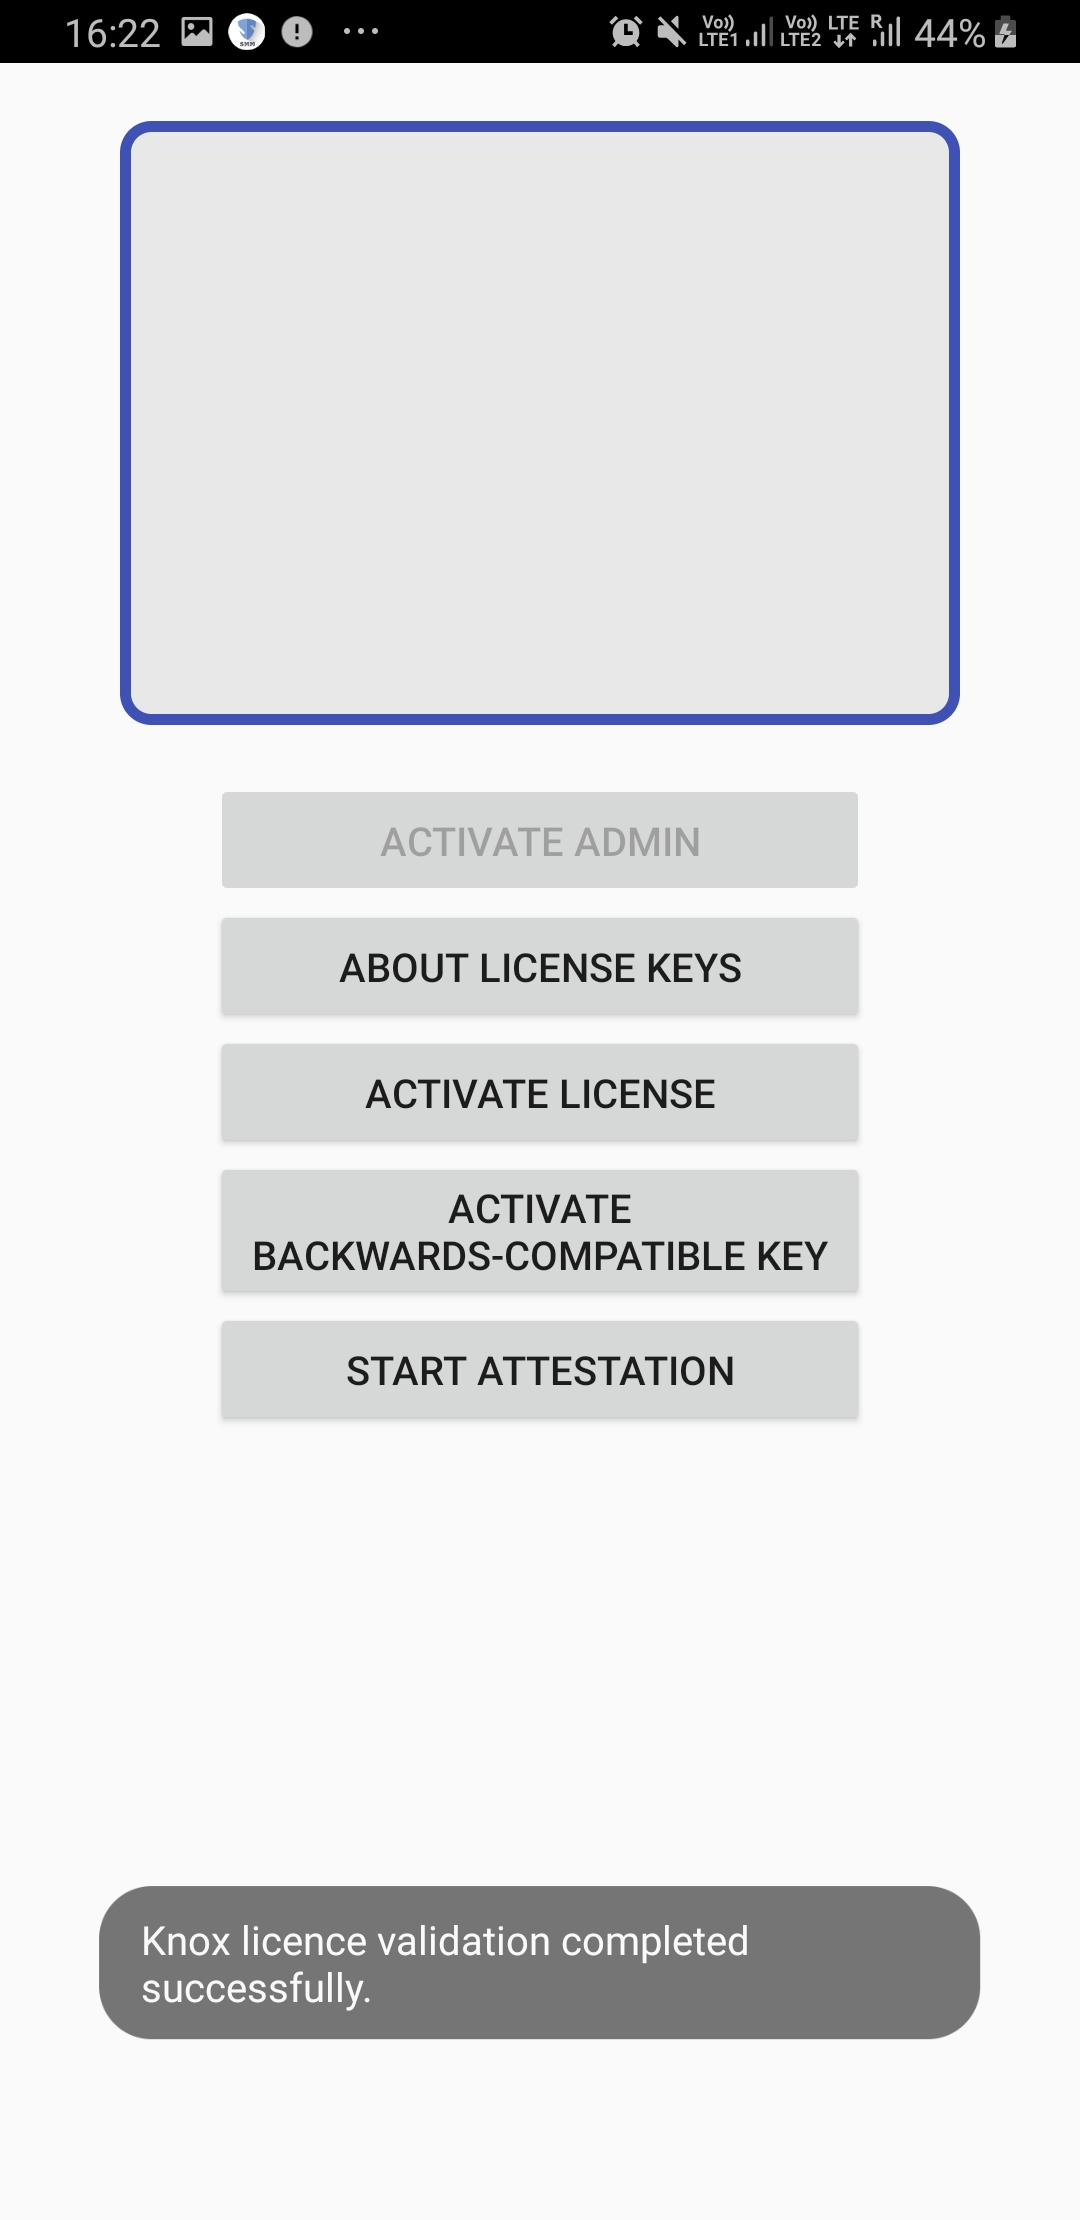 16:22
Vo)) LTE1 Vo)) LTE2 LTE R 44%
ACTIVATE ADMIN
ABOUT LICENSE KEYS
ACTIVATE LICENSE
ACTIVATE
BACKWARDS-COMPATIBLE KEY
START ATTESTATION
Knox licence validation completed
successfully.